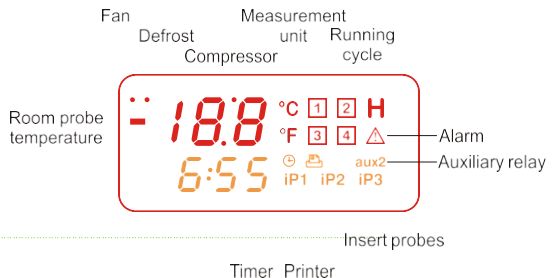 Fan
Measurement
unit
Defrost
Running
cycle
Compressor
Room probe
temperature
-18.8
°C 1 2 H
°F 3 4
Alarm
6:55
aux2
Auxiliary relay
iP1 iP2 iP3
Insert probes
Timer Printer